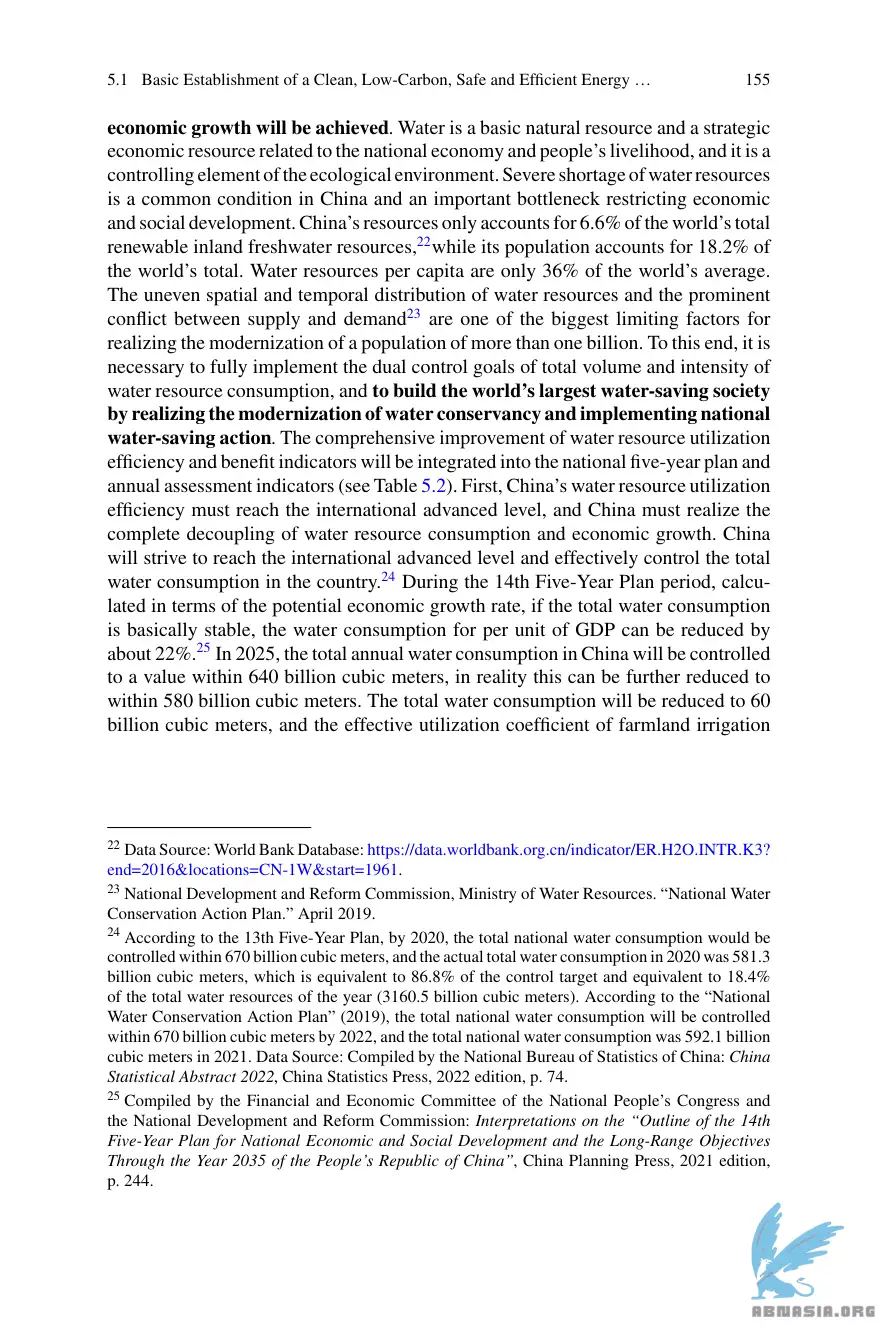 5.1 Basic Establishment of a Clean, Low-Carbon, Safe and Efficient Energy … 155
economic growth will be achieved. Water is a basic natural resource and a strategic
economic resource related to the national economy and people’s livelihood, and it is a
controlling element of the ecological environment. Severe shortage of water resources
is a common condition in China and an important bottleneck restricting economic
and social development. China’s resources only accounts for 6.6% of the world’s total
renewable inland freshwater resources,22while its population accounts for 18.2% of
the world’s total. Water resources per capita are only 36% of the world’s average.
The uneven spatial and temporal distribution of water resources and the prominent
conflict between supply and demand23 are one of the biggest limiting factors for
realizing the modernization of a population of more than one billion. To this end, it is
necessary to fully implement the dual control goals of total volume and intensity of
water resource consumption, and to build the world’s largest water-saving society
by realizing the modernization of water conservancy and implementing national
water-saving action. The comprehensive improvement of water resource utilization
efficiency and benefit indicators will be integrated into the national five-year plan and
annual assessment indicators (see Table 5.2). First, China’s water resource utilization
efficiency must reach the international advanced level, and China must realize the
complete decoupling of water resource consumption and economic growth. China
will strive to reach the international advanced level and effectively control the total
water consumption in the country.24 During the 14th Five-Year Plan period, calcu-
lated in terms of the potential economic growth rate, if the total water consumption
is basically stable, the water consumption for per unit of GDP can be reduced by
about 22%.25 In 2025, the total annual water consumption in China will be controlled
to a value within 640 billion cubic meters, in reality this can be further reduced to
within 580 billion cubic meters. The total water consumption will be reduced to 60
billion cubic meters, and the effective utilization coefficient of farmland irrigation
22 Data Source: World Bank Database: https://data.worldbank.org.cn/indicator/ER.H2O.INTR.K3?
end=2016&locations=CN-1W&start=1961.
23 National Development and Reform Commission, Ministry of Water Resources. “National Water
Conservation Action Plan.” April 2019.
24 According to the 13th Five-Year Plan, by 2020, the total national water consumption would be
controlled within 670 billion cubic meters, and the actual total water consumption in 2020 was 581.3
billion cubic meters, which is equivalent to 86.8% of the control target and equivalent to 18.4%
of the total water resources of the year (3160.5 billion cubic meters). According to the “National
Water Conservation Action Plan” (2019), the total national water consumption will be controlled
within 670 billion cubic meters by 2022, and the total national water consumption was 592.1 billion
cubic meters in 2021. Data Source: Compiled by the National Bureau of Statistics of China: China
Statistical Abstract 2022, China Statistics Press, 2022 edition, p. 74.
25 Compiled by the Financial and Economic Committee of the National People’s Congress and
the National Development and Reform Commission: Interpretations on the “Outline of the 14th
Five-Year Plan for National Economic and Social Development and the Long-Range Objectives
Through the Year 2035 of the People’s Republic of China”, China Planning Press, 2021 edition,
p. 244.
ABNASIA.ORG